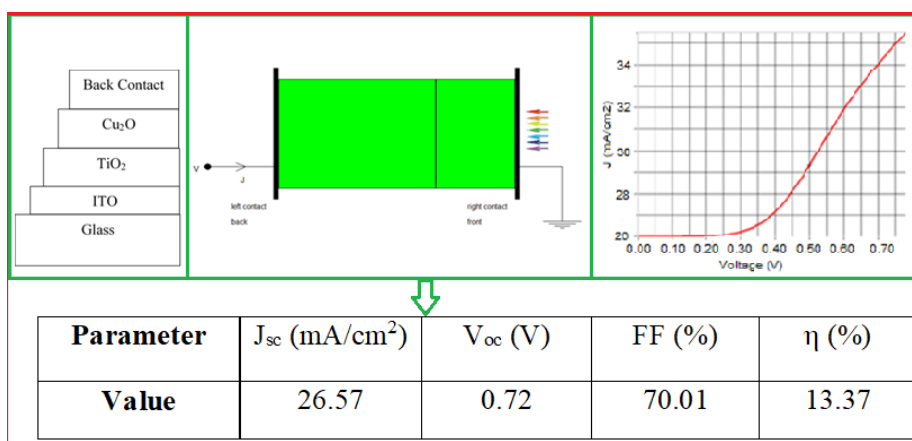 Back Contact
Cu₂O
TiO₂
ITO
Glass
V
J
left contact
back
right contact
front
J (mA/cm2)
34
32
30
28
20
0.00 0.10 0.20 0.30 0.40 0.50 0.60 0.70
Voltage (V)
Parameter Jsc (mA/cm²) Voc (V) FF (%) η (%)
Value 26.57 0.72 70.01 13.37